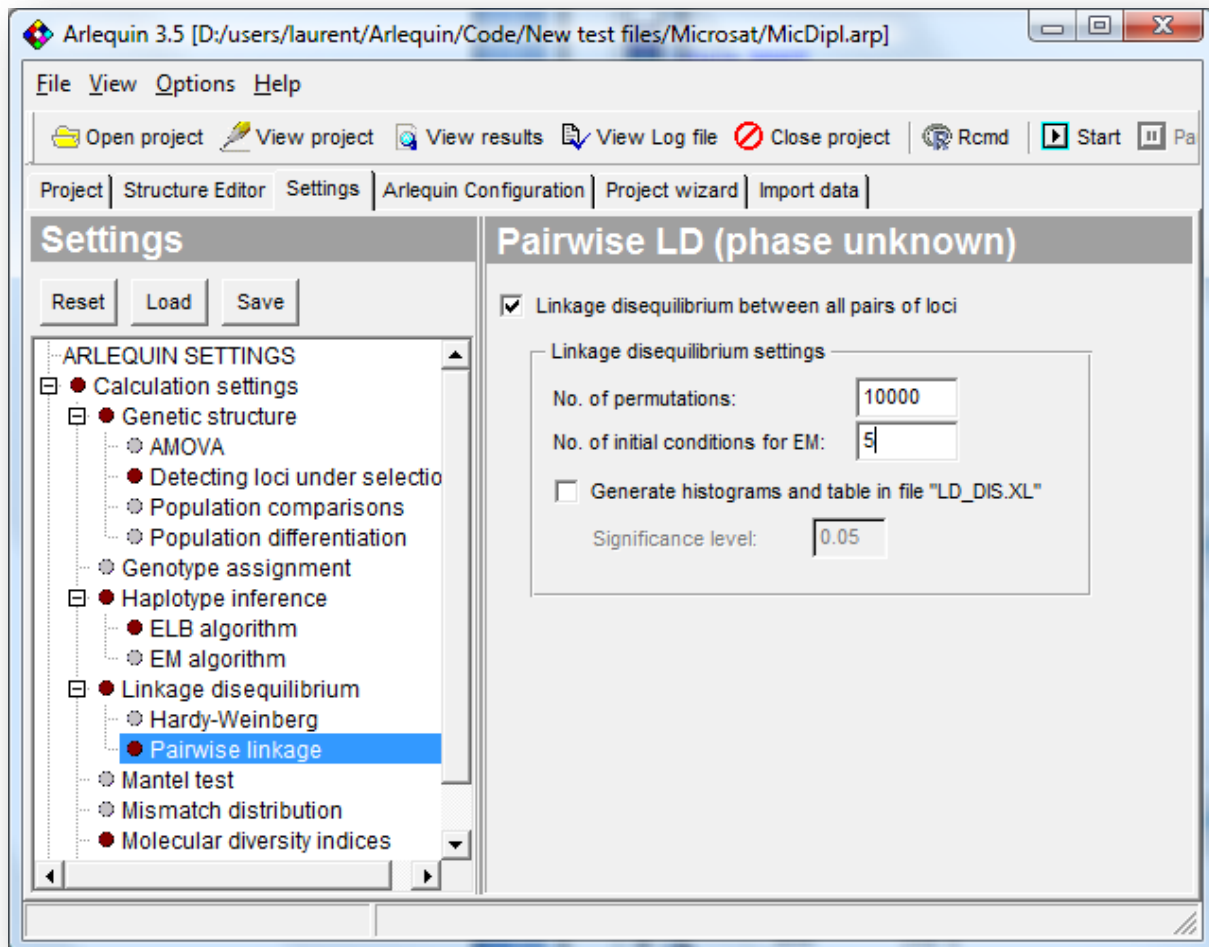 Arlequin 3.5 [D:/users/laurent/Arlequin/Code/New test files/Microsat/MicDipl.arp]
File View Options Help
Open project View project View results View Log file Close project Rcmd Start Pa
Project Structure Editor Settings Arlequin Configuration Project wizard Import data
Settings
Reset Load Save
ARLEQUIN SETTINGS
Calculation settings
Genetic structure
AMOVA
Detecting loci under selectio
Population comparisons
Population differentiation
Genotype assignment
Haplotype inference
ELB algorithm
EM algorithm
Linkage disequilibrium
Hardy-Weinberg
Pairwise linkage
Mantel test
Mismatch distribution
Molecular diversity indices
Pairwise LD (phase unknown)
Linkage disequilibrium between all pairs of loci
Linkage disequilibrium settings
No. of permutations: 10000
No. of initial conditions for EM: 5
Generate histograms and table in file "LD_DIS.XL"
Significance level: 0.05